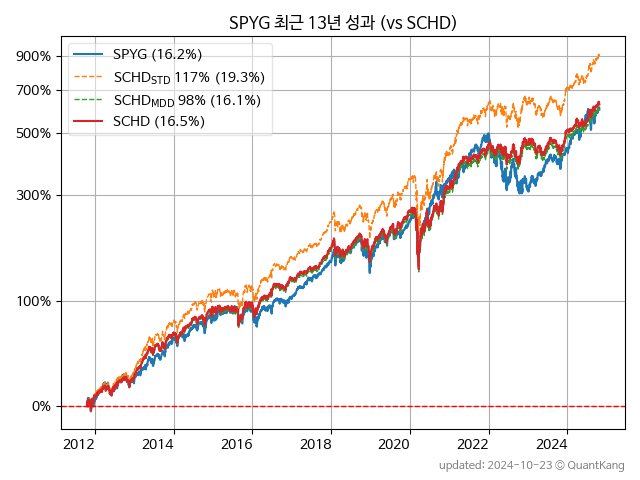 SPYG 최근 13년 성과 (vs SCHD)
SPYG (16.2%)
SCHD_STD 117% (19.3%)
SCHD_MDD 98% (16.1%)
SCHD (16.5%)
900%
700%
500%
300%
100%
0%
2012 2014 2016 2018 2020 2022 2024
updated: 2024-10-23 © QuantKang